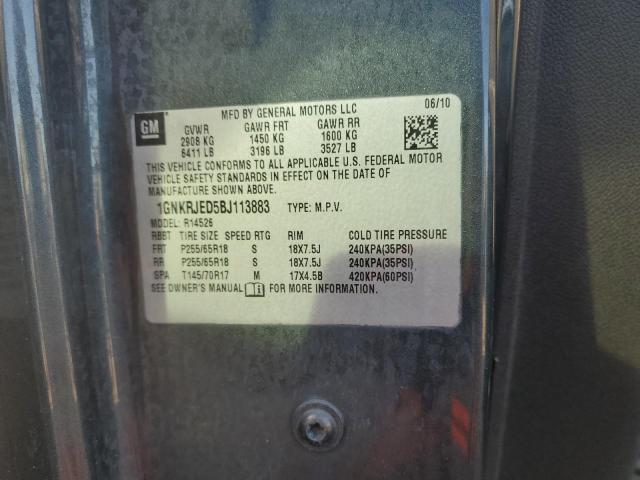 GM
MFD BY GENERAL MOTORS LLC 06/10
GVWR GAWR FRT GAWR RR
2908 KG 1450 KG 1600 KG
6411 LB 3196 LB 3527 LB
THIS VEHICLE CONFORMS TO ALL APPLICABLE U.S. FEDERAL MOTOR
VEHICLE SAFETY STANDARDS IN EFFECT ON THE DATE OF
MANUFACTURE SHOWN ABOVE.
1GNKRJED5BJ113883 TYPE: M.P.V.
MODEL: R14526
RBBT TIRE SIZE SPEED RTG RIM COLD TIRE PRESSURE
FRT P255/65R18 S 18X7.5J 240KPA(35PSI)
RR P255/65R18 S 18X7.5J 240KPA(35PSI)
SPA T145/70R17 M 17X4.5B 420KPA(60PSI)
SEE OWNER'S MANUAL i FOR MORE INFORMATION.